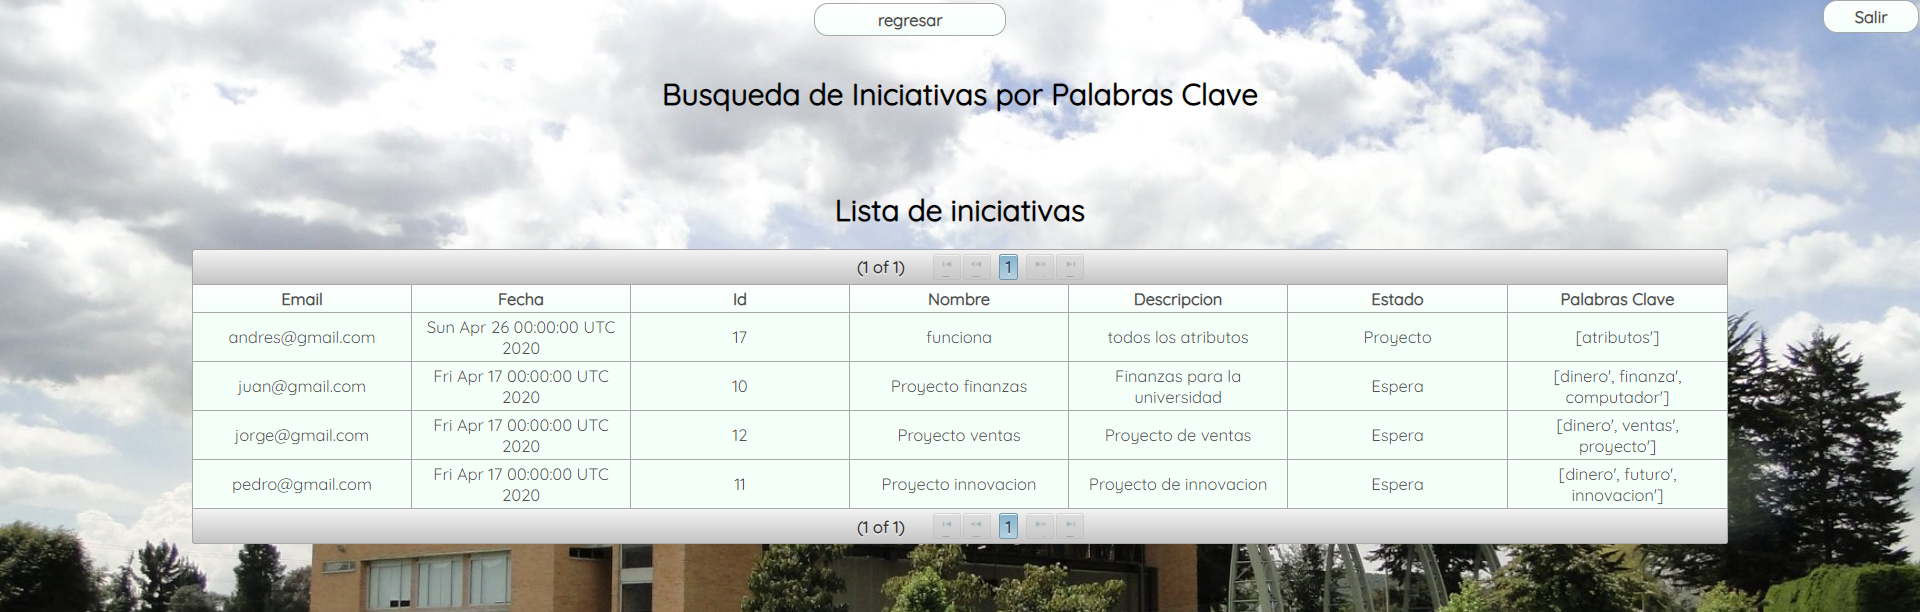 regresar
Salir
Busqueda de Iniciativas por Palabras Clave
Lista de iniciativas
(1 of 1) 1
Email Fecha Id Nombre Descripcion Estado Palabras Clave
andres@gmail.com Sun Apr 26 00:00:00 UTC 2020 17 funciona todos los atributos Proyecto [atributos']
juan@gmail.com Fri Apr 17 00:00:00 UTC 2020 10 Proyecto finanzas Finanzas para la universidad Espera [dinero', finanza', computador']
jorge@gmail.com Fri Apr 17 00:00:00 UTC 2020 12 Proyecto ventas Proyecto de ventas Espera [dinero', ventas', proyecto']
pedro@gmail.com Fri Apr 17 00:00:00 UTC 2020 11 Proyecto innovacion Proyecto de innovacion Espera [dinero', futuro', innovacion']
(1 of 1) 1